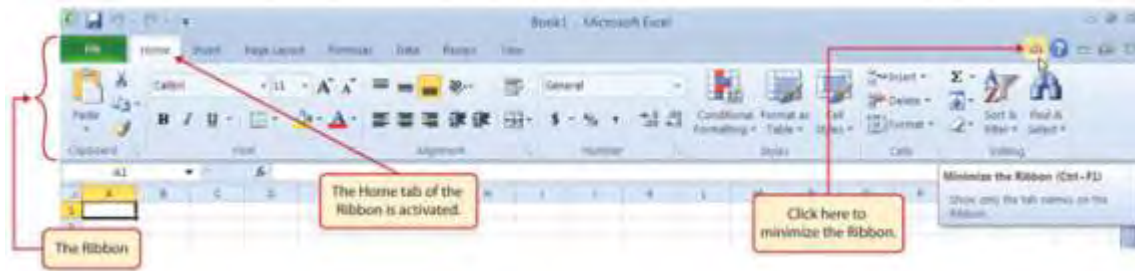 Book1 - Microsoft Excel
File Home Insert Page Layout Formulas Data Review View
Calibri 11 General
Paste B I U $ % Conditional Formatting Format as Table Cell Styles Insert Delete Format Σ Sort & Filter Find & Select
Clipboard Font Alignment Number Styles Cells Editing
A1 fx
A B C D H I J K L M
1
Minimize the Ribbon (Ctrl+F1)
Show only the tab names on the Ribbon.
The Home tab of the
Ribbon is activated.
Click here to
minimize the Ribbon.
The Ribbon